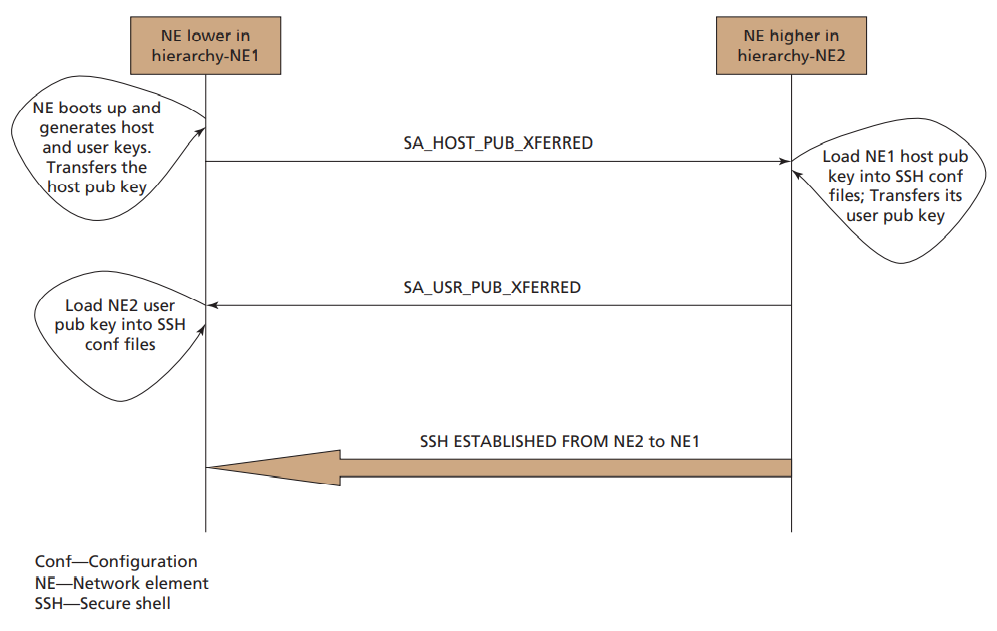 NE lower in
hierarchy-NE1
NE higher in
hierarchy-NE2
NE boots up and
generates host
and user keys.
Transfers the
host pub key
SA_HOST_PUB_XFERRED
Load NE1 host pub
key into SSH conf
files; Transfers its
user pub key
SA_USR_PUB_XFERRED
Load NE2 user
pub key into SSH
conf files
SSH ESTABLISHED FROM NE2 to NE1
Conf—Configuration
NE—Network element
SSH—Secure shell